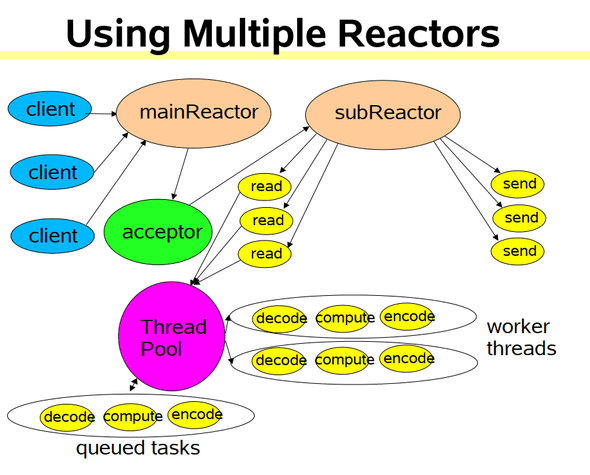 Using Multiple Reactors
client
mainReactor
subReactor
client
client
acceptor
read
read
read
send
send
send
Thread
Pool
decode compute encode
decode compute encode
worker
threads
decode compute encode
queued tasks